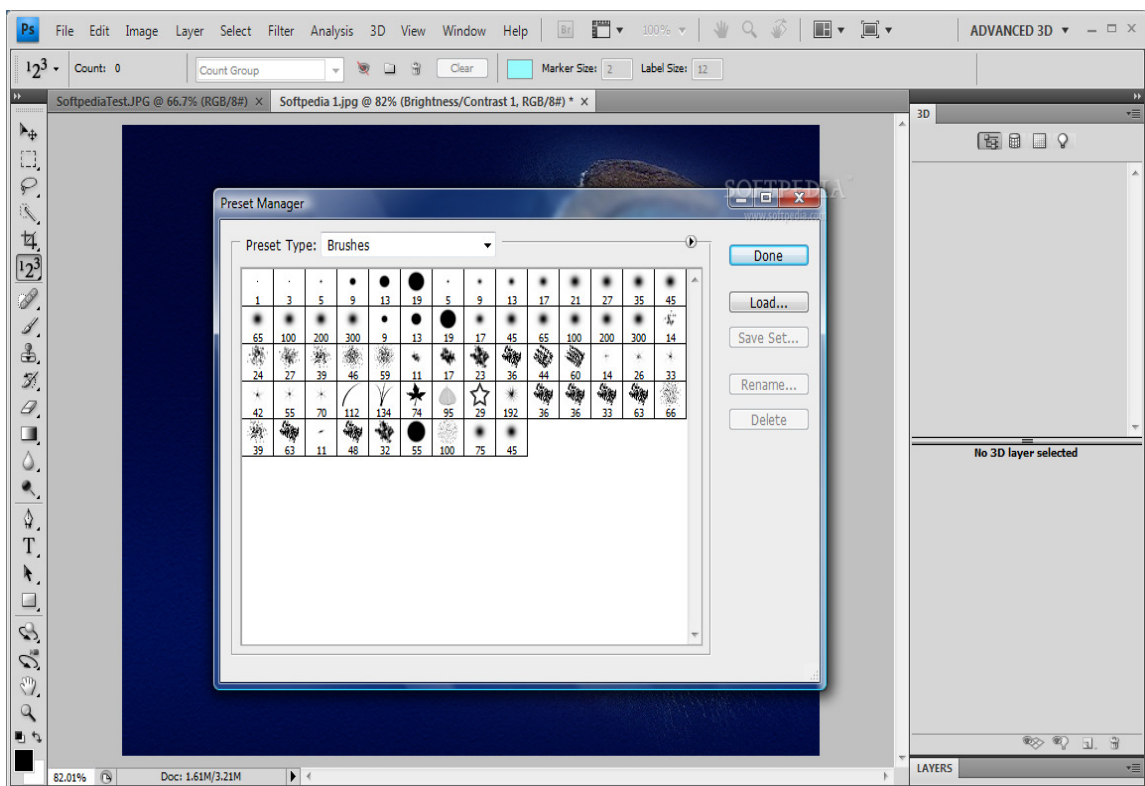 Ps File Edit Image Layer Select Filter Analysis 3D View Window Help Br 100% ADVANCED 3D
123 Count: 0 Count Group Clear Marker Size: 2 Label Size: 12
SoftpediaTest.JPG @ 66.7% (RGB/8#) × Softpedia 1.jpg @ 82% (Brightness/Contrast 1, RGB/8#) * ×
3D
SOFTPEDIA
www.softpedia.com
Preset Manager
Preset Type: Brushes
Done
1 3 5 9 13 19 5 9 13 17 21 27 35 45
Load...
65 100 200 300 9 13 19 17 45 65 100 200 300 14
Save Set...
24 27 39 46 59 11 17 23 36 44 60 14 26 33
Rename...
42 55 70 112 134 74 95 29 192 36 36 33 63 66
Delete
39 63 11 48 32 55 100 75 45
No 3D layer selected
123
T
82.01% Doc: 1.61M/3.21M
LAYERS